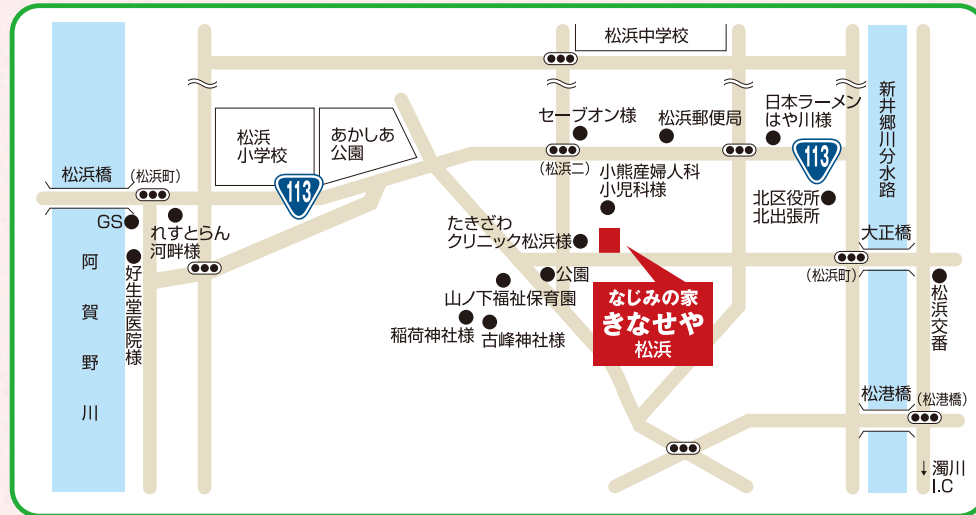 松浜中学校
新井郷川分水路
日本ラーメン
はや川様
セーブオン様
松浜郵便局
松浜
小学校
あかしあ
公園
(松浜二)
113
小熊産婦人科
小児科様
松浜橋
(松浜町)
113
北区役所
北出張所
GS
れすとらん
河畔様
たきざわ
クリニック松浜様
大正橋
(松浜町)
好生堂医院様
阿賀野川
公園
山ノ下福祉保育園
稲荷神社様
古峰神社様
なじみの家
きなせや
松浜
松浜交番
松港橋
(松港橋)
↓濁川
I.C